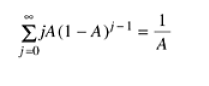 ∑_{j=0}^{∞} jA(1 − A)^{j−1} = 1/A